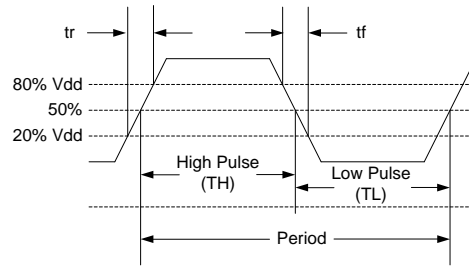 tr
tf
80% Vdd
50%
20% Vdd
High Pulse
(TH)
Low Pulse
(TL)
Period